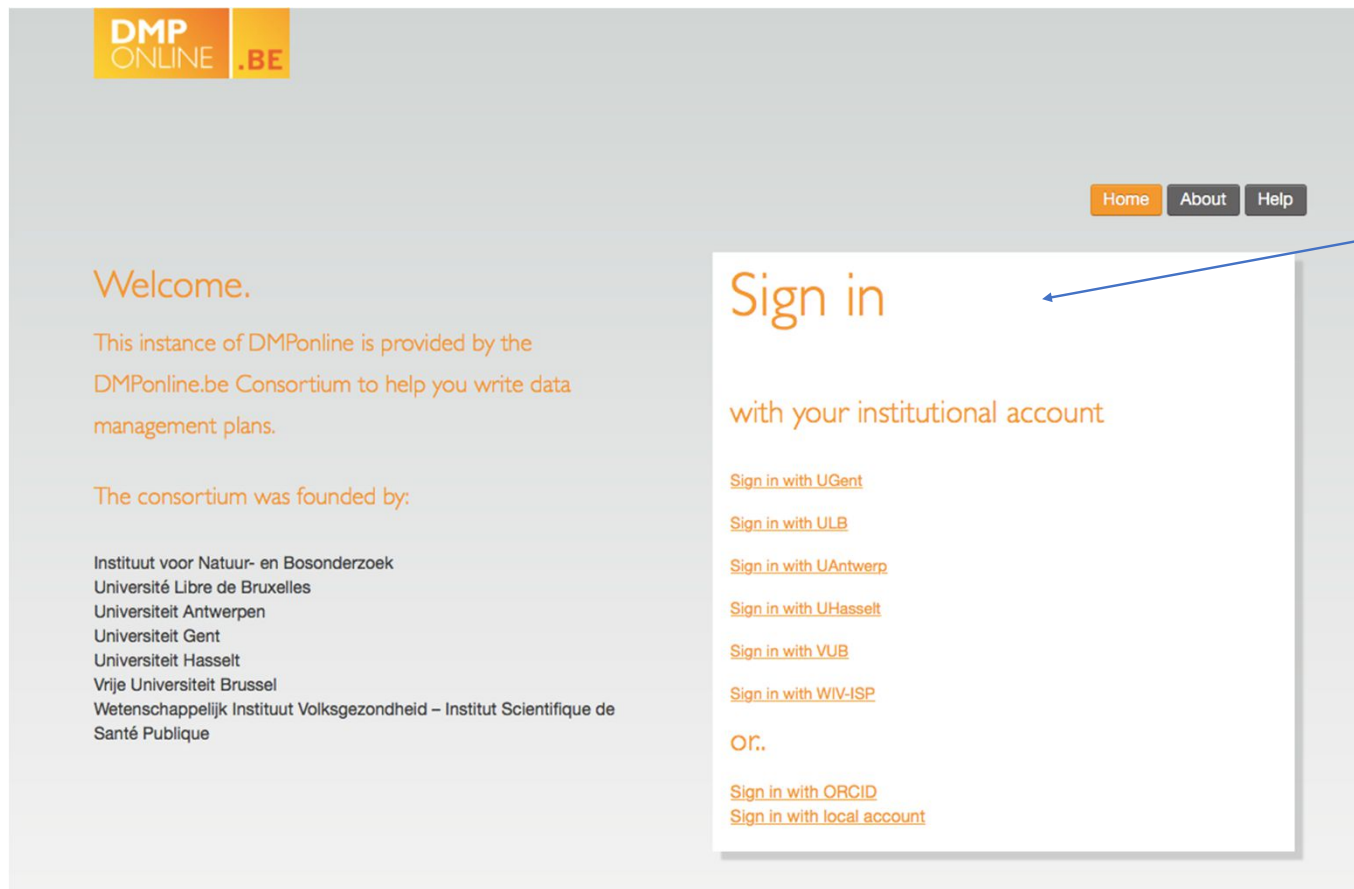 DMP
ONLINE .BE
Home About Help
Welcome.
This instance of DMPonline is provided by the
DMPonline.be Consortium to help you write data
management plans.
The consortium was founded by:
Instituut voor Natuur- en Bosonderzoek
Université Libre de Bruxelles
Universiteit Antwerpen
Universiteit Gent
Universiteit Hasselt
Vrije Universiteit Brussel
Wetenschappelijk Instituut Volksgezondheid – Institut Scientifique de
Santé Publique
Sign in
with your institutional account
Sign in with UGent
Sign in with ULB
Sign in with UAntwerp
Sign in with UHasselt
Sign in with VUB
Sign in with WIV-ISP
or..
Sign in with ORCID
Sign in with local account